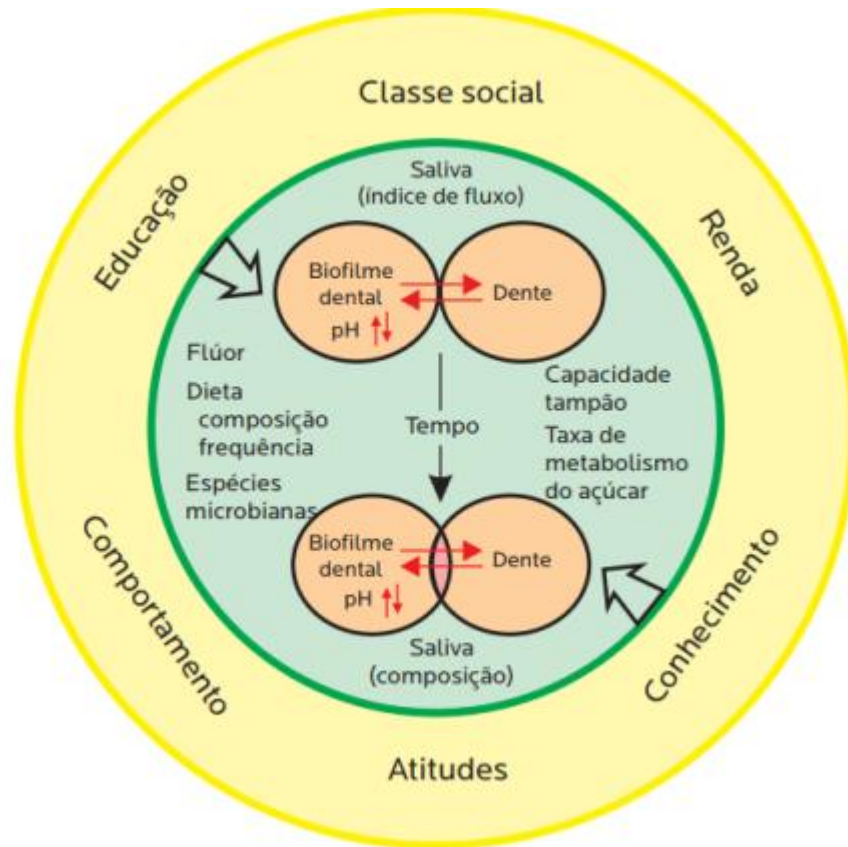 Classe social
Educação
Renda
Saliva
(índice de fluxo)
Biofilme
dental
pH
Dente
Flúor
Dieta
composição
frequência
Espécies
microbianas
Tempo
Capacidade
tampão
Taxa de
metabolismo
do açúcar
Biofilme
dental
pH
Dente
Saliva
(composição)
Comportamento
Conhecimento
Atitudes